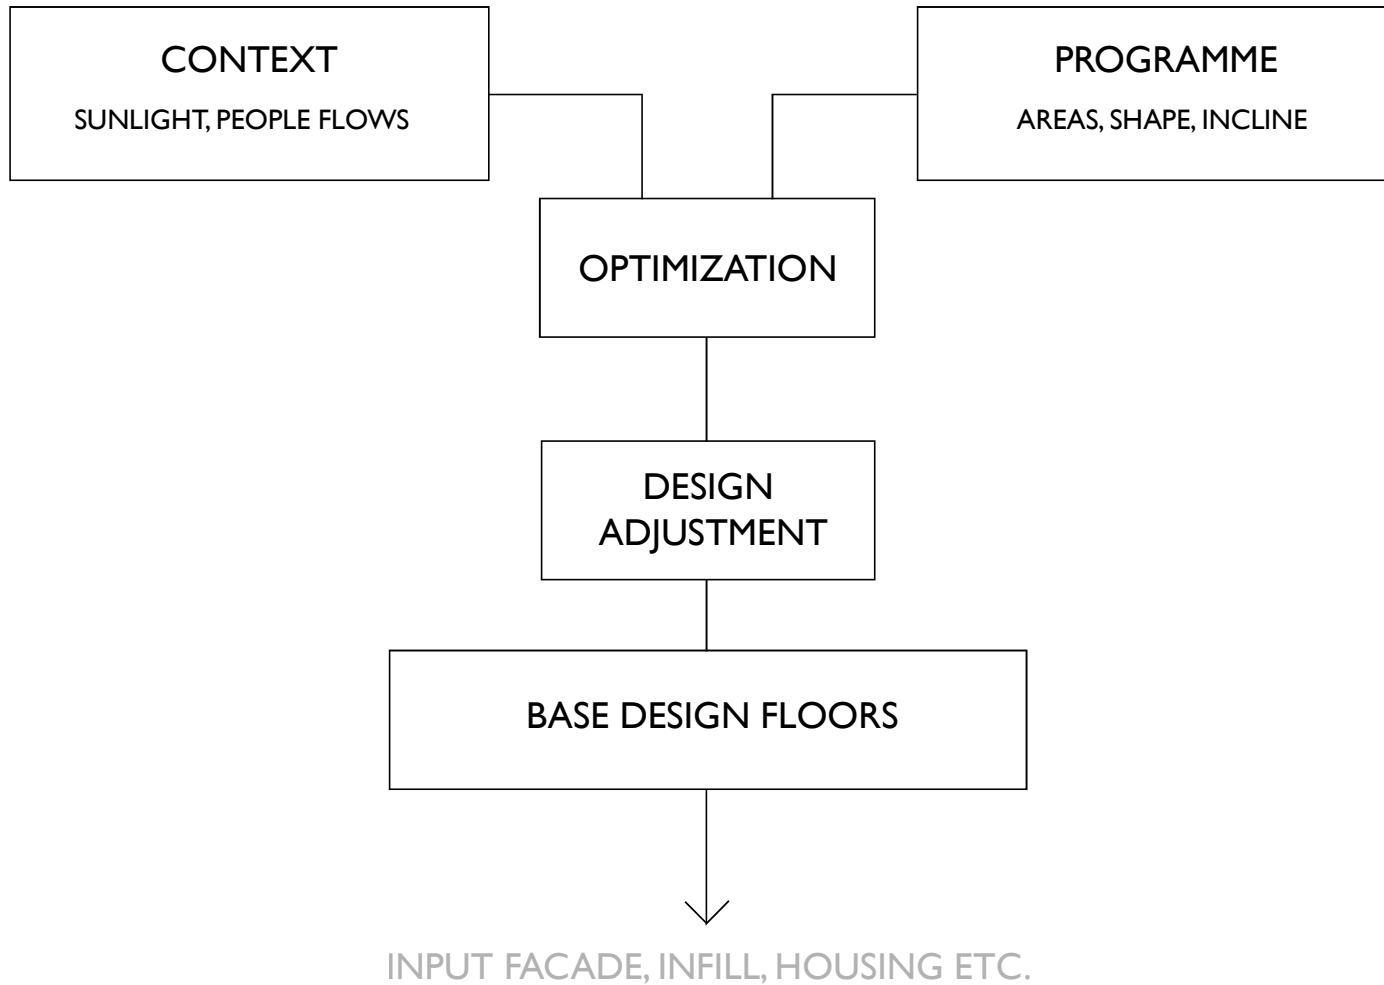 CONTEXT
SUNLIGHT, PEOPLE FLOWS
PROGRAMME
AREAS, SHAPE, INCLINE
OPTIMIZATION
DESIGN
ADJUSTMENT
BASE DESIGN FLOORS
INPUT FACADE, INFILL, HOUSING ETC.